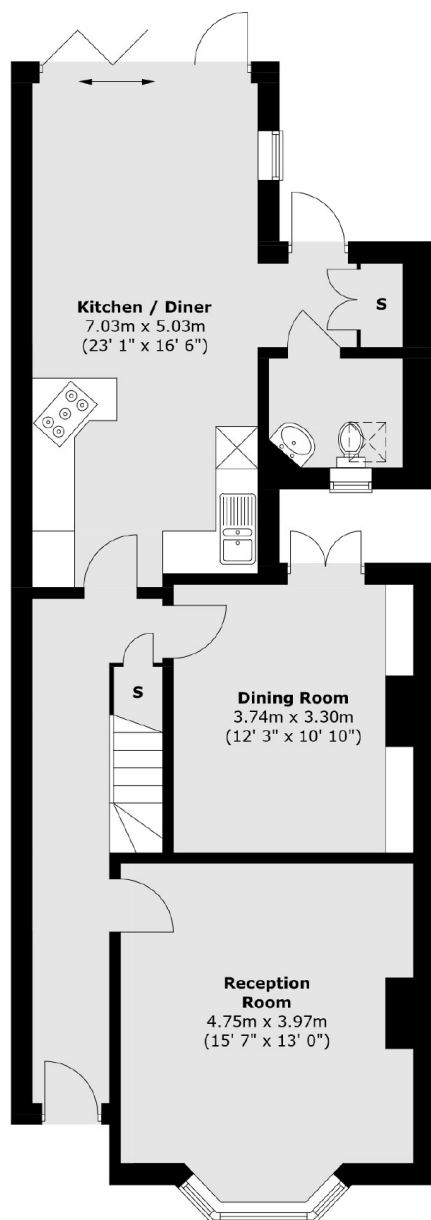 Kitchen / Diner
7.03m x 5.03m
(23' 1" x 16' 6")
S
S
Dining Room
3.74m x 3.30m
(12' 3" x 10' 10")
Reception
Room
4.75m x 3.97m
(15' 7" x 13' 0")